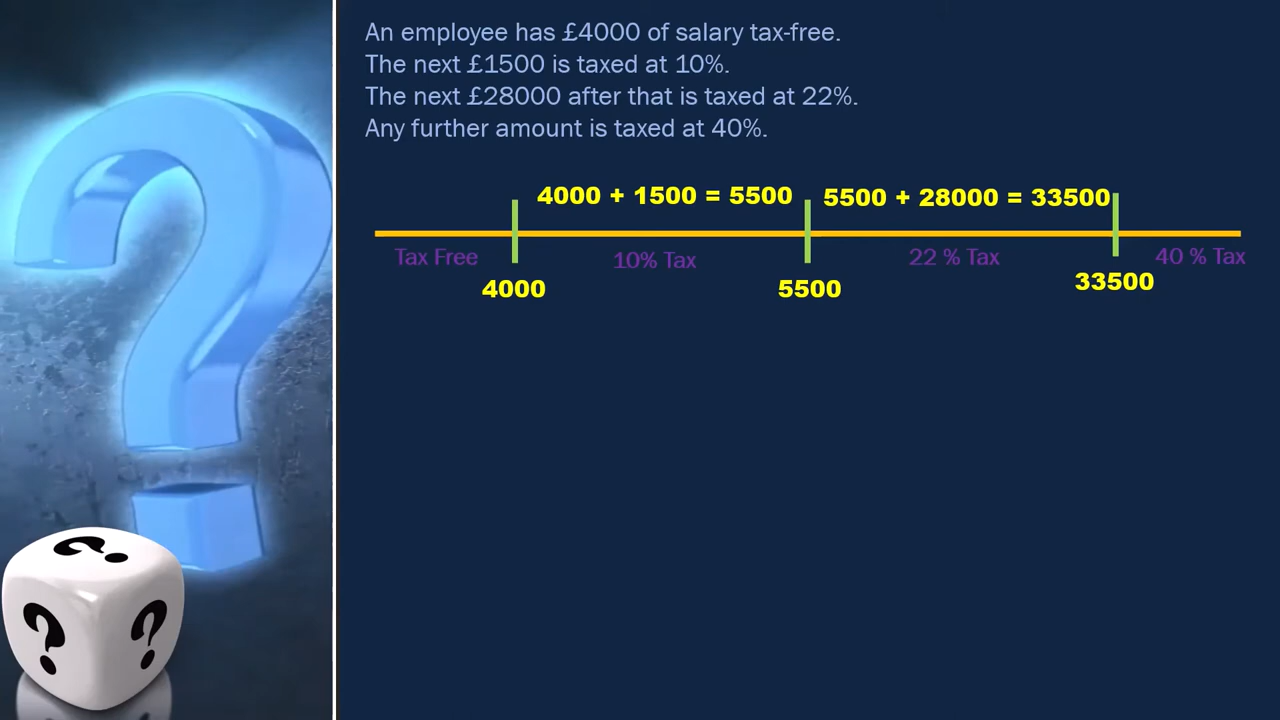 An employee has £4000 of salary tax-free.
The next £1500 is taxed at 10%.
The next £28000 after that is taxed at 22%.
Any further amount is taxed at 40%.
4000 + 1500 = 5500 5500 + 28000 = 33500
Tax Free 10% Tax 22 % Tax 40 % Tax
4000 5500 33500
?
? ? ?